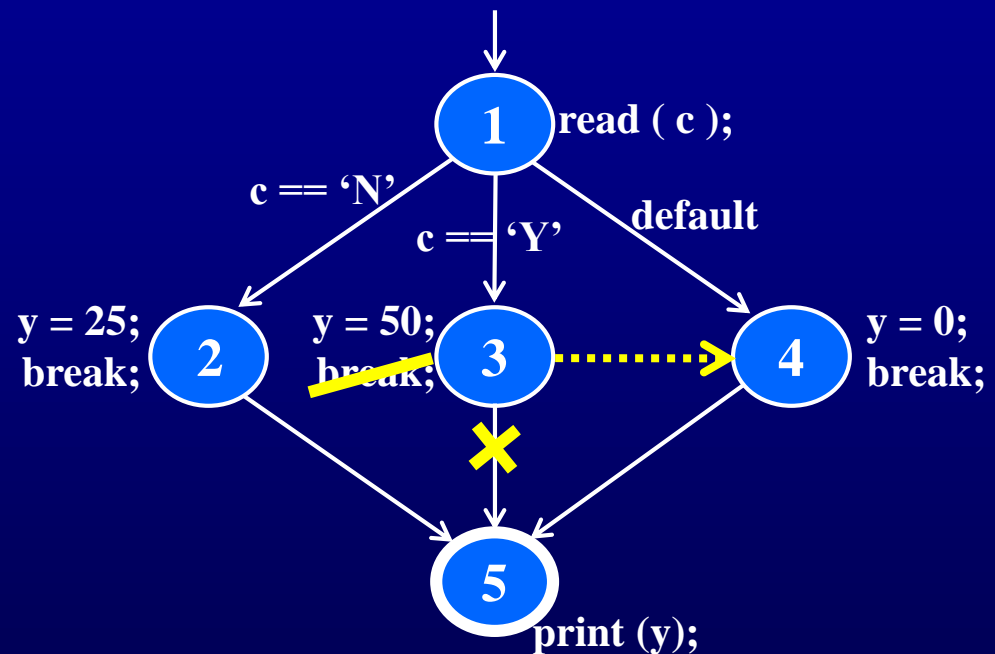 1
read ( c );
c == ‘N’
c == ‘Y’
default
y = 25;
break;
2
y = 50;
break;
3
4
y = 0;
break;
5
print (y);